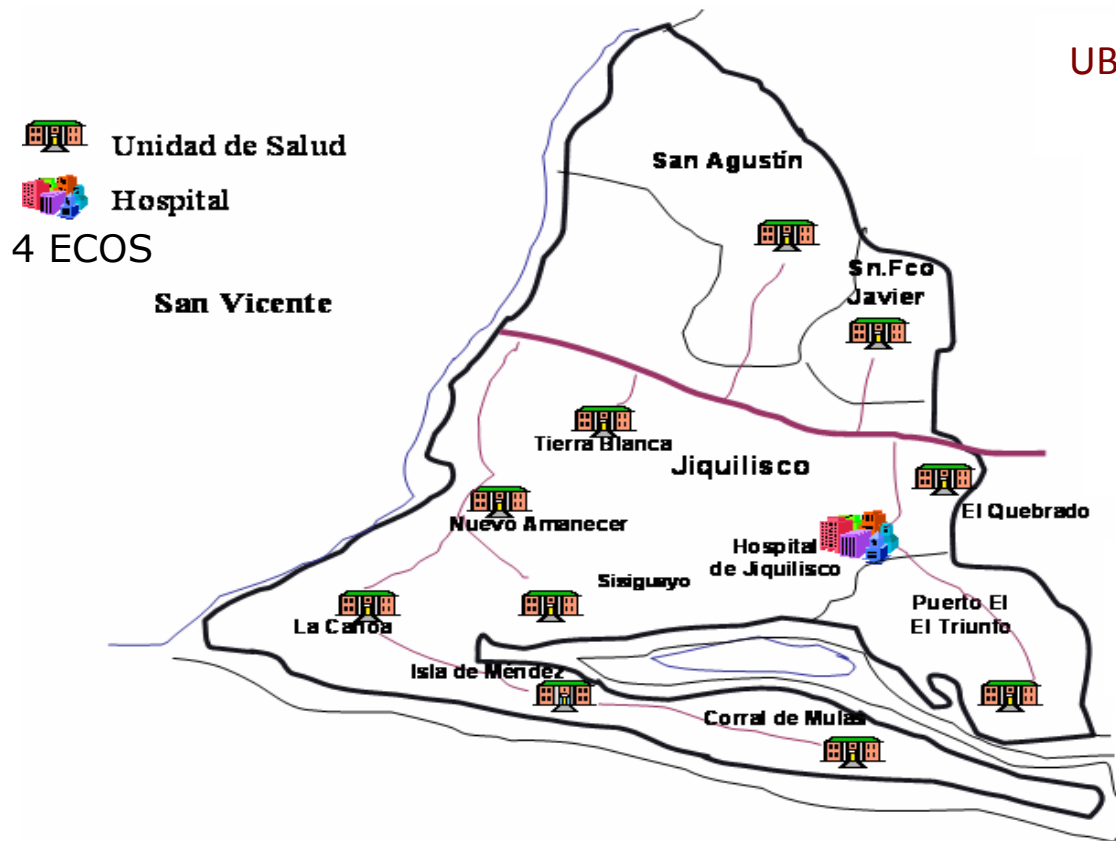 UB
Unidad de Salud
Hospital
4 ECOS
San Vicente
San Agustín
Sn.Fco
Javier
Tierra Blanca
Jiquilisco
Nuevo Amanecer
El Quebrado
Hospital
de Jiquilisco
Sisiguayo
La Canoa
Puerto El
El Triunfo
Isla de Méndez
Corral de Mulas